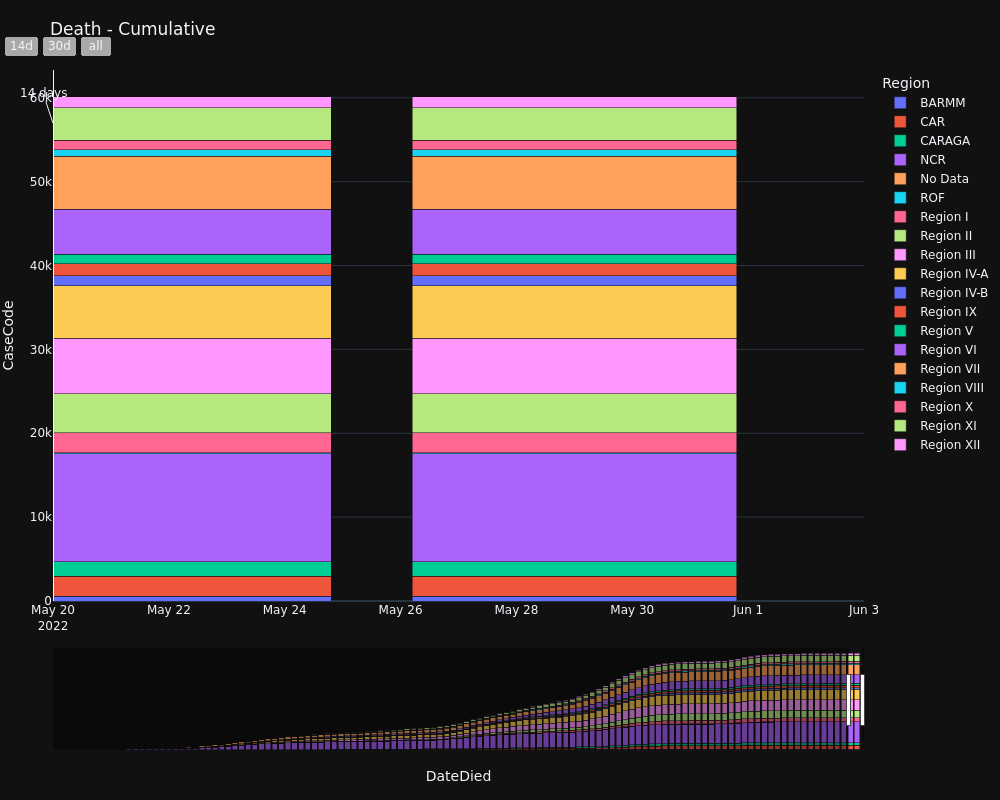 Death - Cumulative
14d 30d all
14 days
60k
50k
40k
30k
20k
10k
0
CaseCode
May 20 May 22 May 24 May 26 May 28 May 30 Jun 1 Jun 3
2022
DateDied
Region
BARMM
CAR
CARAGA
NCR
No Data
ROF
Region I
Region II
Region III
Region IV-A
Region IV-B
Region IX
Region V
Region VI
Region VII
Region VIII
Region X
Region XI
Region XII